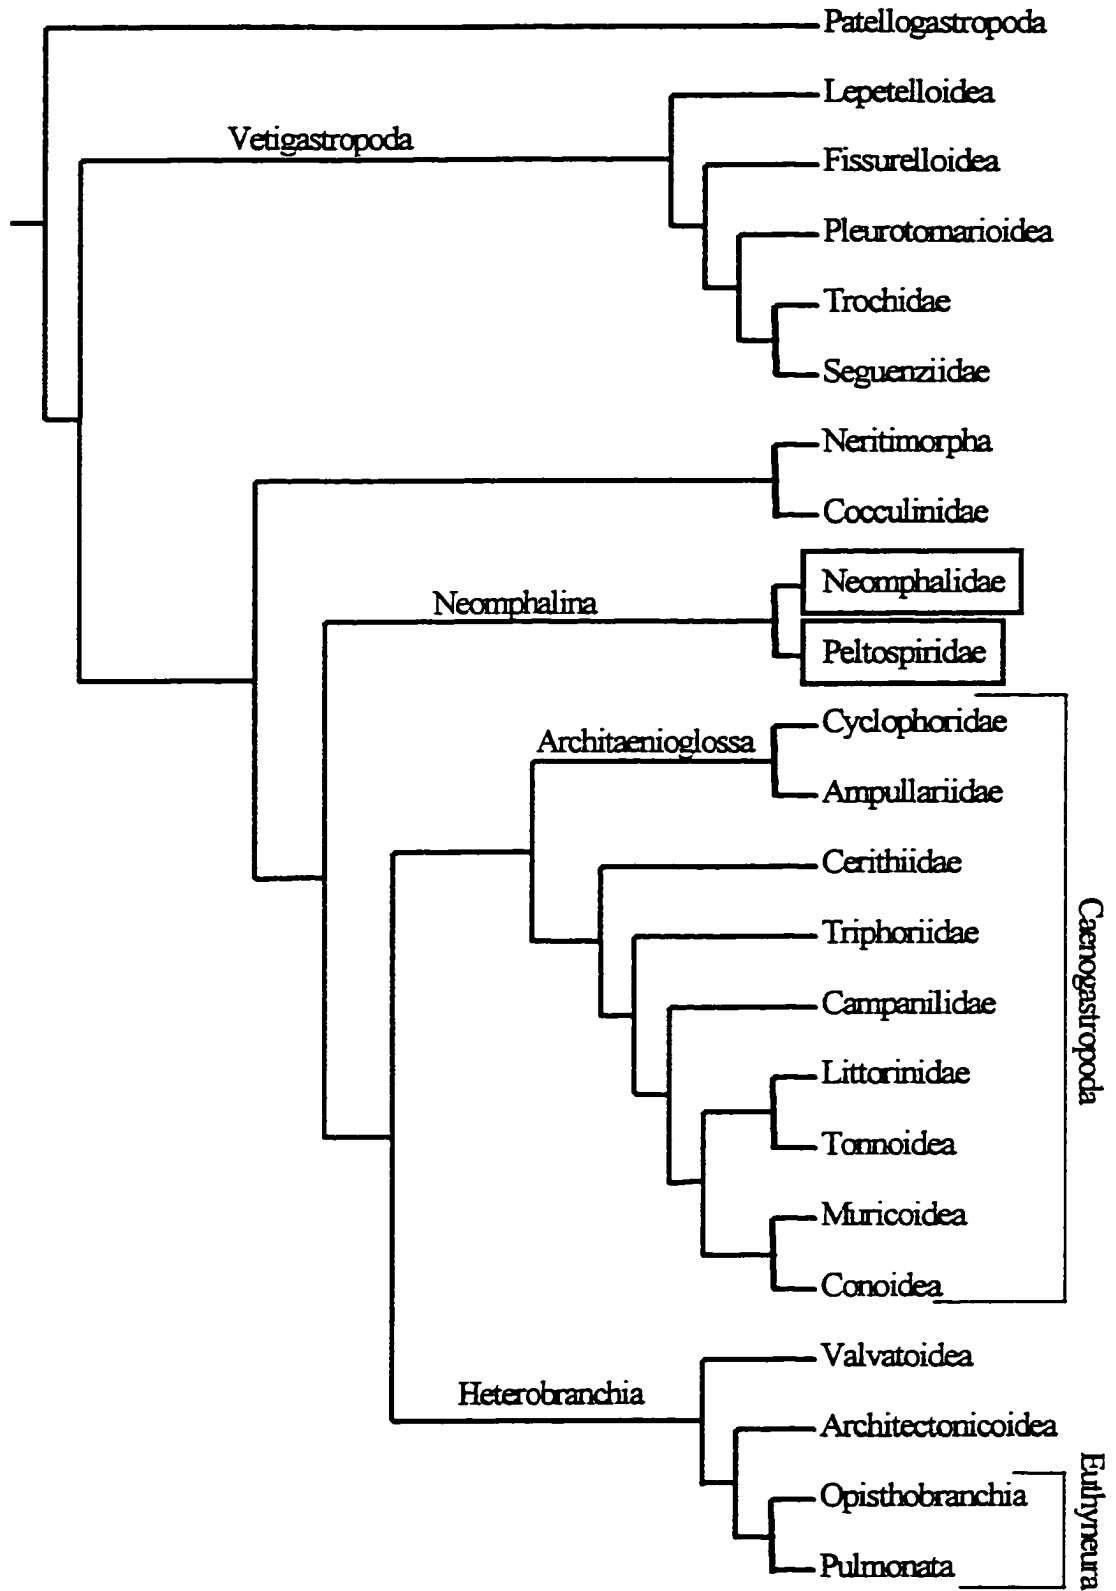 Patellogastropoda
Lepetelloidea
Vetigastropoda
Fissurelloidea
Pleurotomarioidea
Trochidae
Seguenziidae
Neritimorpha
Cocculinidae
Neomphalidae
Neomphalina
Peltospiridae
Cyclophoridae
Architaenioglossa
Ampullariidae
Cerithiidae
Triphoriidae
Campanilidae
Caenogastropoda
Littorinidae
Tonnoidea
Muricoidea
Conoidea
Valvatoidea
Heterobranchia
Architectonicoidea
Opisthobranchia
Euthyneura
Pulmonata